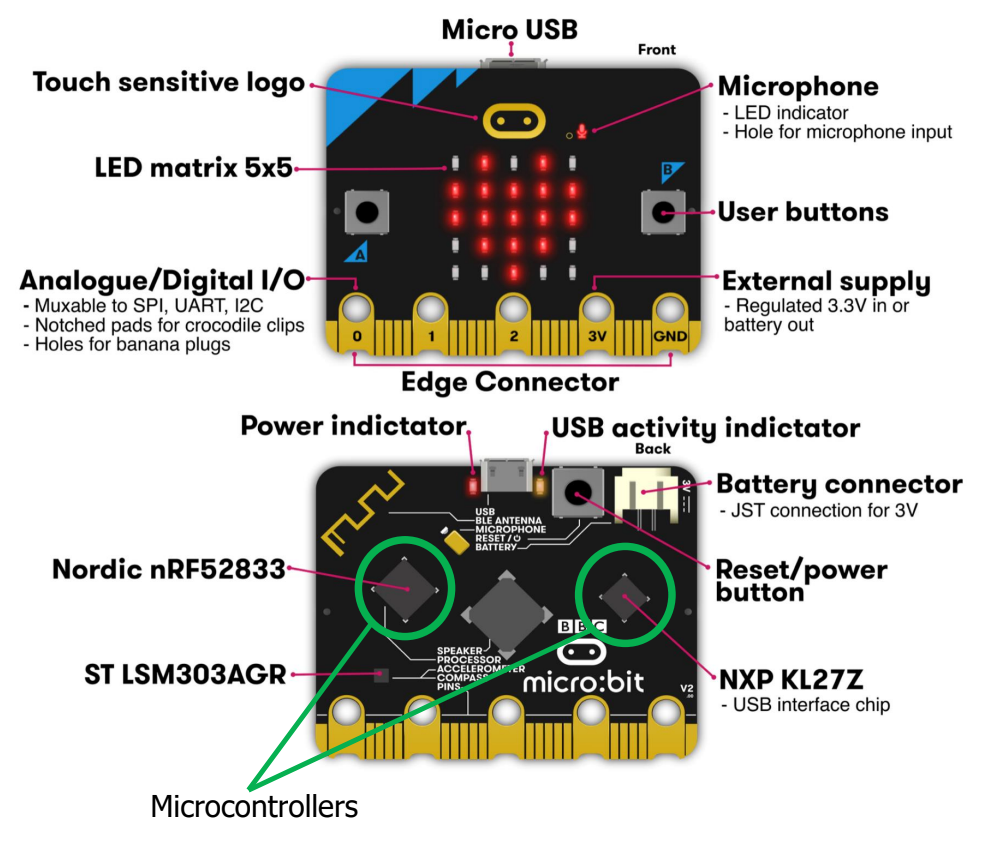 Micro USB
Front
Touch sensitive logo
Microphone
- LED indicator
- Hole for microphone input
LED matrix 5x5
B
User buttons
A
Analogue/Digital I/O
- Muxable to SPI, UART, I2C
- Notched pads for crocodile clips
- Holes for banana plugs
External supply
- Regulated 3.3V in or
battery out
0 1 2 3V GND
Edge Connector
Power indictator
USB activity indictator
Back
Battery connector
- JST connection for 3V
3V
USB
BLE ANTENNA
MICROPHONE
RESET /
BATTERY
Nordic nRF52833
Reset/power
button
BBC
SPEAKER
PROCESSOR
ACCELEROMETER
COMPASS
PINS
ST LSM303AGR
micro:bit
V2
NXP KL27Z
- USB interface chip
Microcontrollers